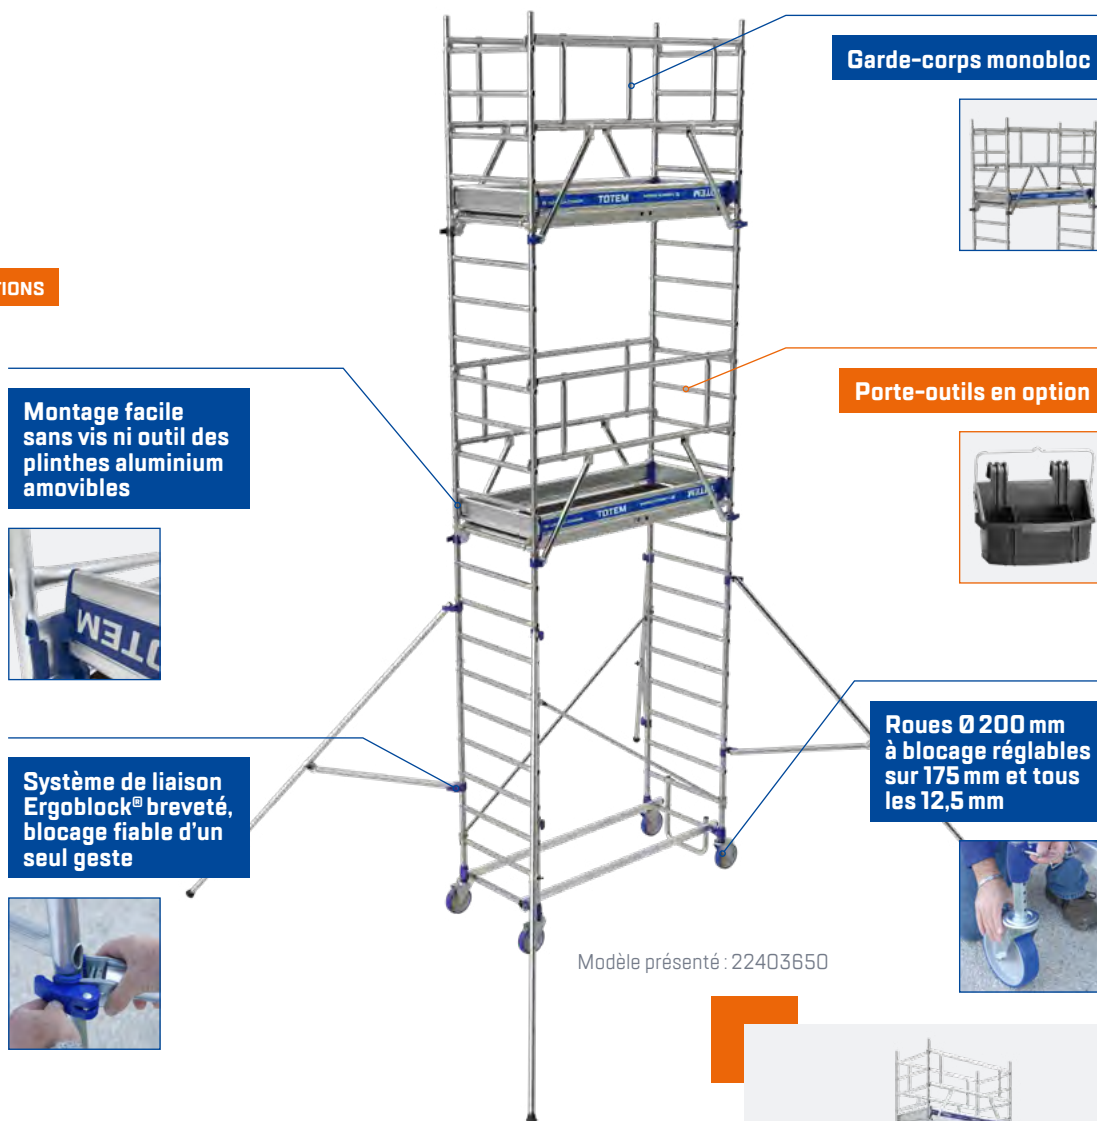 Garde-corps monobloc
TOTEM
TIONS
Porte-outils en option
Montage facile
sans vis ni outil des
plinthes aluminium
amovibles
TOTEM
Roues Ø 200 mm
à blocage réglables
sur 175 mm et tous
les 12,5 mm
Système de liaison
Ergoblock® breveté,
blocage fiable d'un
seul geste
Modèle présenté : 22403650